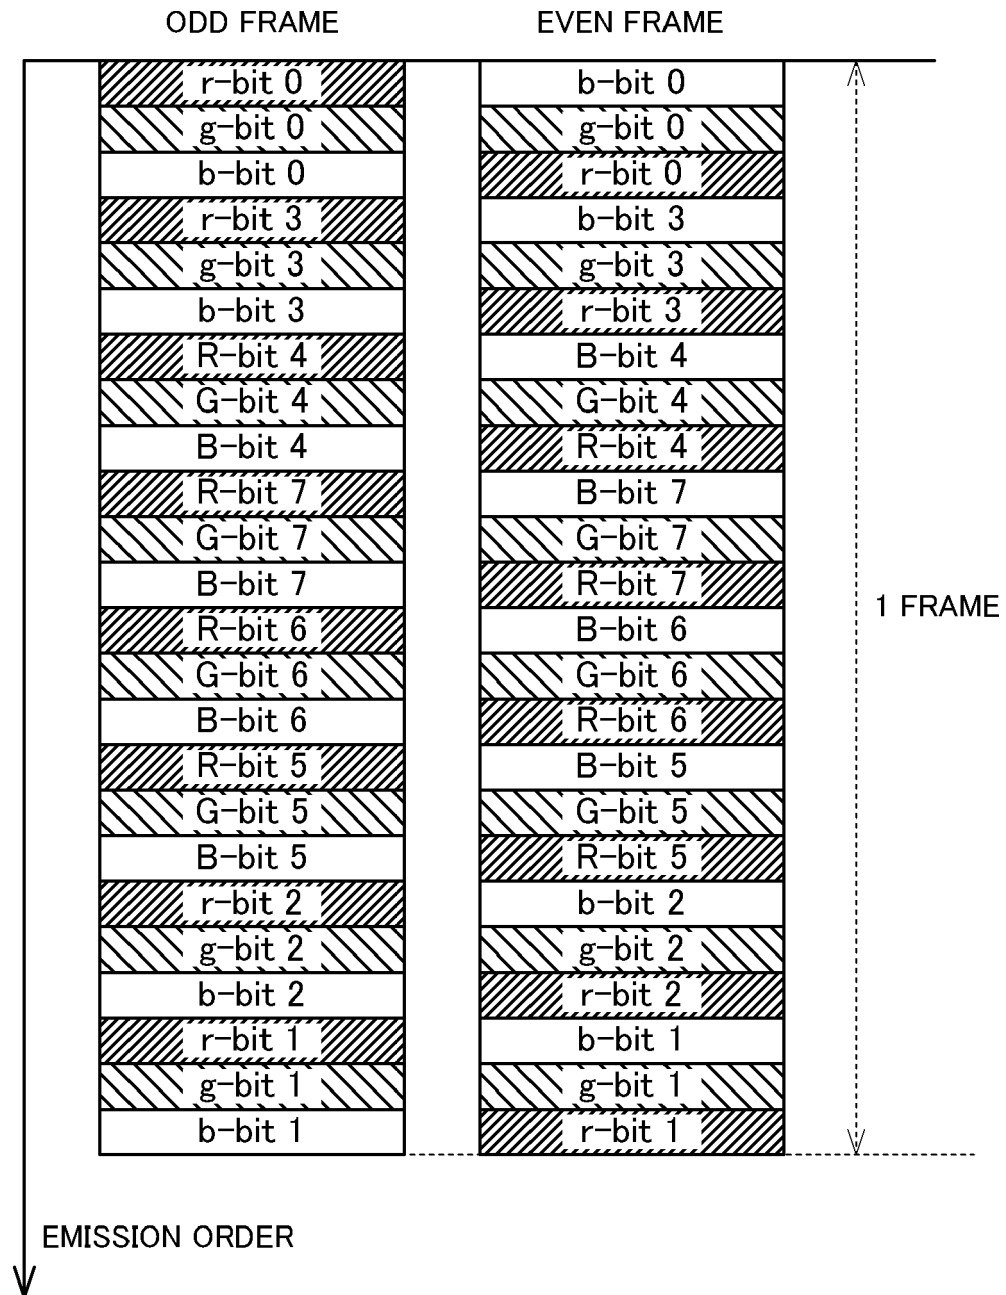 ODD FRAME
EVEN FRAME
r-bit 0
g-bit 0
b-bit 0
r-bit 3
g-bit 3
b-bit 3
R-bit 4
G-bit 4
B-bit 4
R-bit 7
G-bit 7
B-bit 7
R-bit 6
G-bit 6
B-bit 6
R-bit 5
G-bit 5
B-bit 5
r-bit 2
g-bit 2
b-bit 2
r-bit 1
g-bit 1
b-bit 1
b-bit 0
g-bit 0
r-bit 0
b-bit 3
g-bit 3
r-bit 3
B-bit 4
G-bit 4
R-bit 4
B-bit 7
G-bit 7
R-bit 7
B-bit 6
G-bit 6
R-bit 6
B-bit 5
G-bit 5
R-bit 5
b-bit 2
g-bit 2
r-bit 2
b-bit 1
g-bit 1
r-bit 1
1 FRAME
EMISSION ORDER